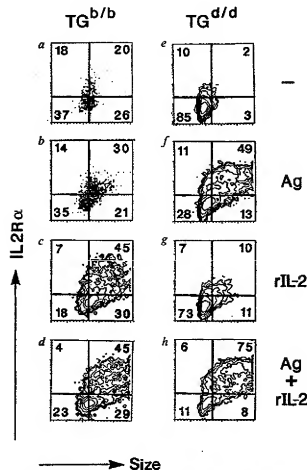 TG^b/b TG^d/d
a 18 20 37 26
e 10 2 85 3
–
b 14 30 35 21
f 11 49 28 13
Ag
c 7 45 18 30
g 7 10 73 11
rIL-2
d 4 45 23 29
h 6 75 11 8
Ag
+
rIL-2
IL2Rα
Size